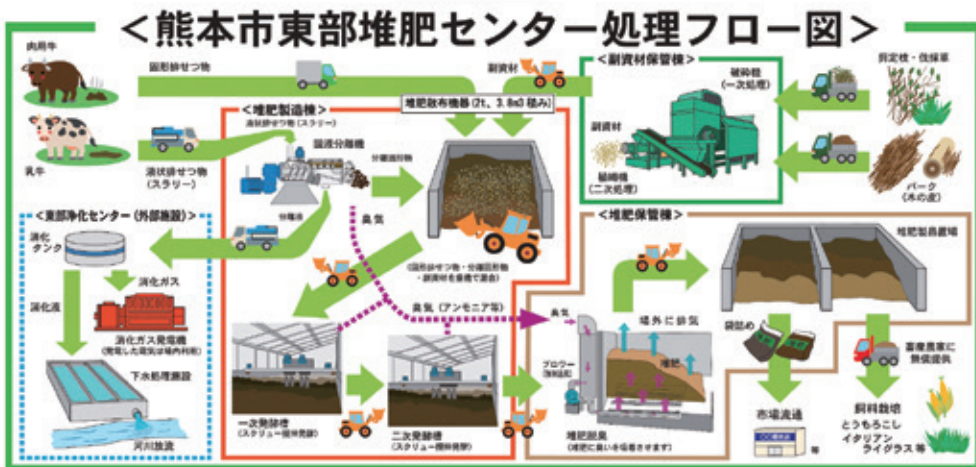 ＜熊本市東部堆肥センター処理フロー図＞
肉用牛
固形排せつ物
副資材
＜副資材保管棟＞
破砕機
(一次処理)
剪定枝・伐採草
＜堆肥製造棟＞
堆肥散布機器(2t、3.8m3積み)
液状排せつ物(スラリー)
固液分離機
分離固形物
副資材
植繊機
(二次処理)
バーク
(木の皮)
乳牛
液状排せつ物
(スラリー)
分離液
臭気
＜東部浄化センター(外部施設)＞
消化
タンク
消化ガス
消化液
消化ガス発電機
(発電した電気は場内利用)
下水処理施設
河川放流
(固形排せつ物・分離固形物
・副資材を重機で混合)
臭気(アンモニア等)
一次発酵槽
(スクリュー撹拌発酵)
二次発酵槽
(スクリュー撹拌発酵)
＜堆肥保管棟＞
堆肥製品置場
臭気
場外に排気
ブロワー
堆肥
堆肥脱臭
(堆肥に臭いを吸着させます)
袋詰め
畜産農家に
無償提供
市場流通
等
飼料栽培
とうもろこし
イタリアン
ライグラス等